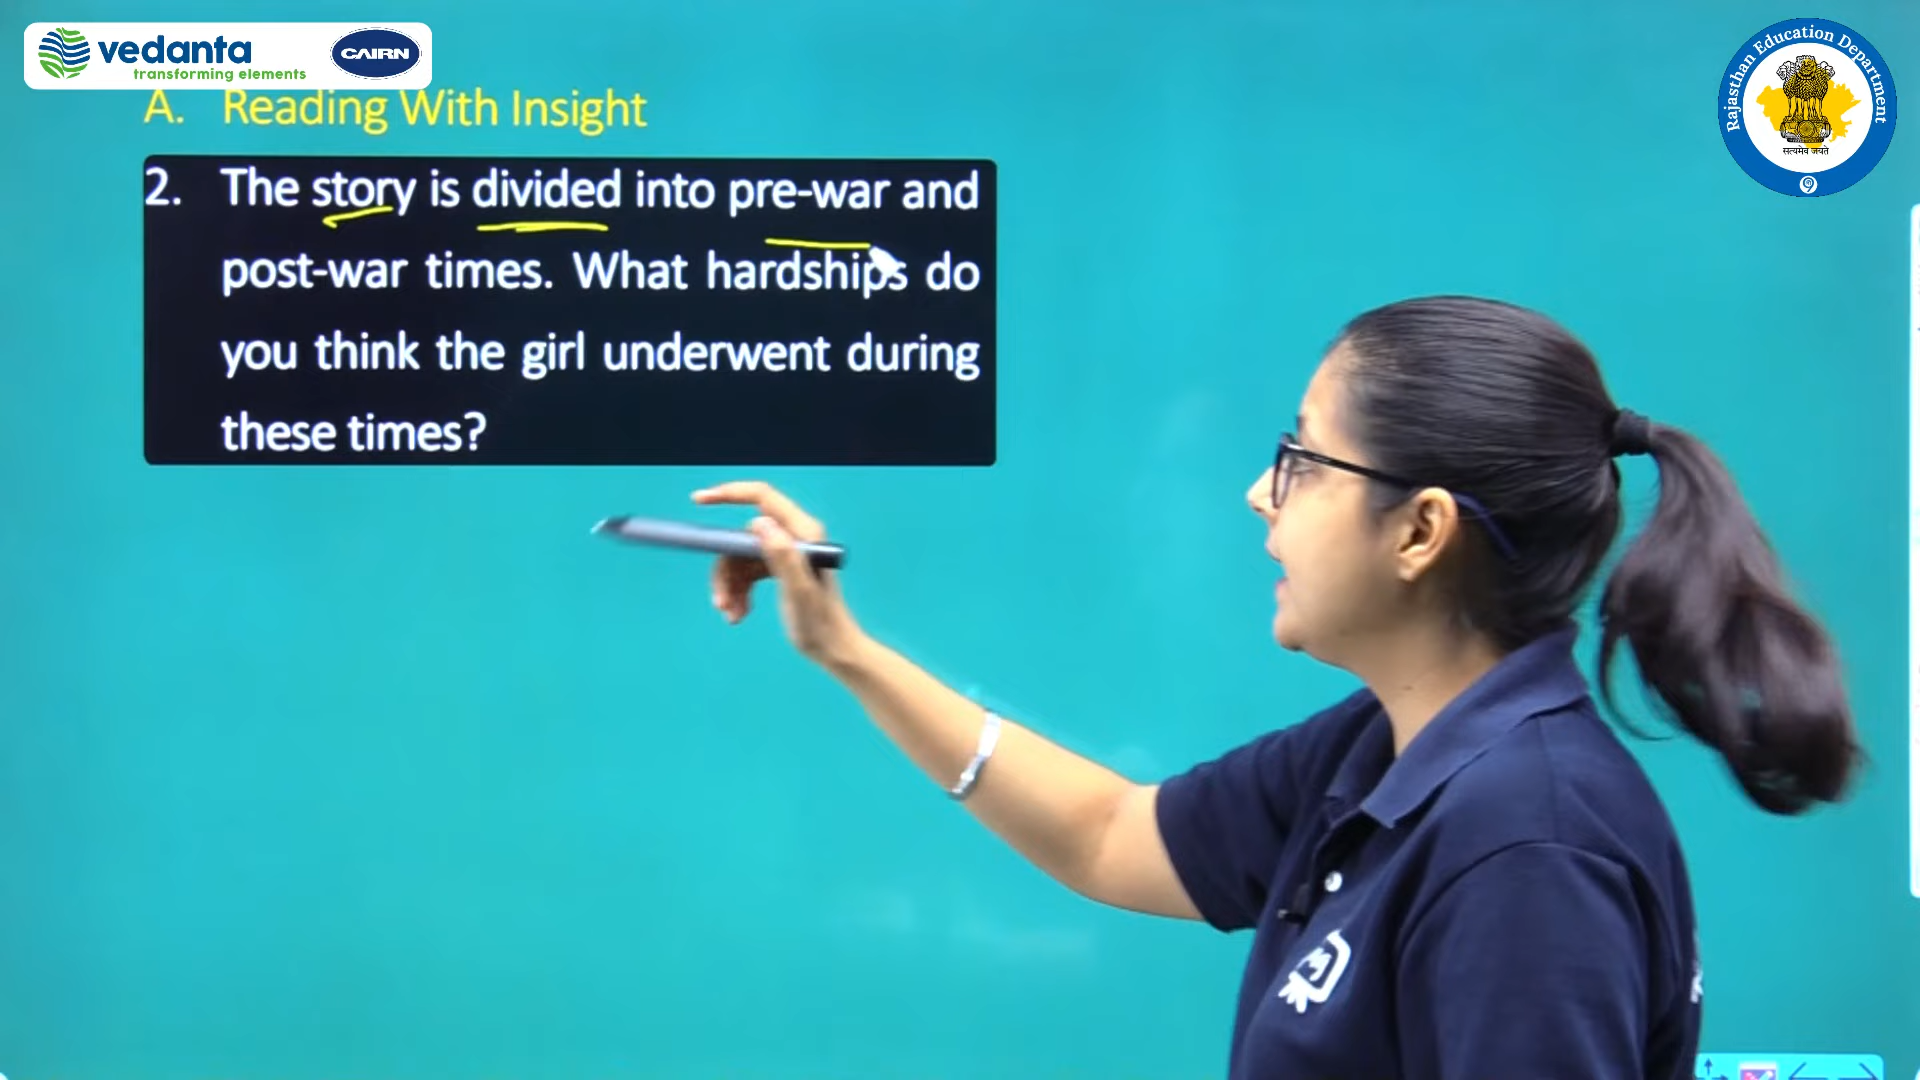 vedanta
transforming elements
CAIRN
Rajasthan Education Department
सत्यमेव जयते
A. Reading With Insight
2. The story is divided into pre-war and
post-war times. What hardships do
you think the girl underwent during
these times?